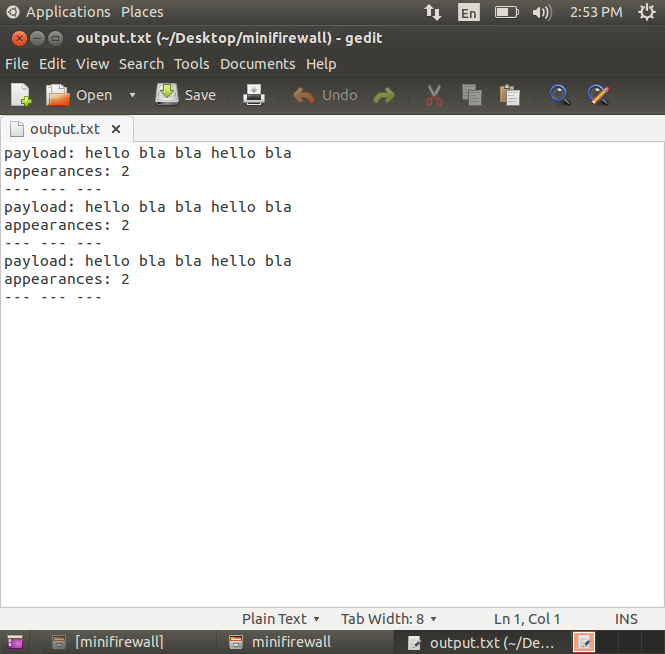 Applications Places En 2:53 PM
output.txt (~/Desktop/minifirewall) - gedit
File Edit View Search Tools Documents Help
Open Save Undo
output.txt
payload: hello bla bla hello bla
appearances: 2
--- --- ---
payload: hello bla bla hello bla
appearances: 2
--- --- ---
payload: hello bla bla hello bla
appearances: 2
--- --- ---
Plain Text Tab Width: 8 Ln 1, Col 1 INS
[minifirewall] minifirewall output.txt (~/De...